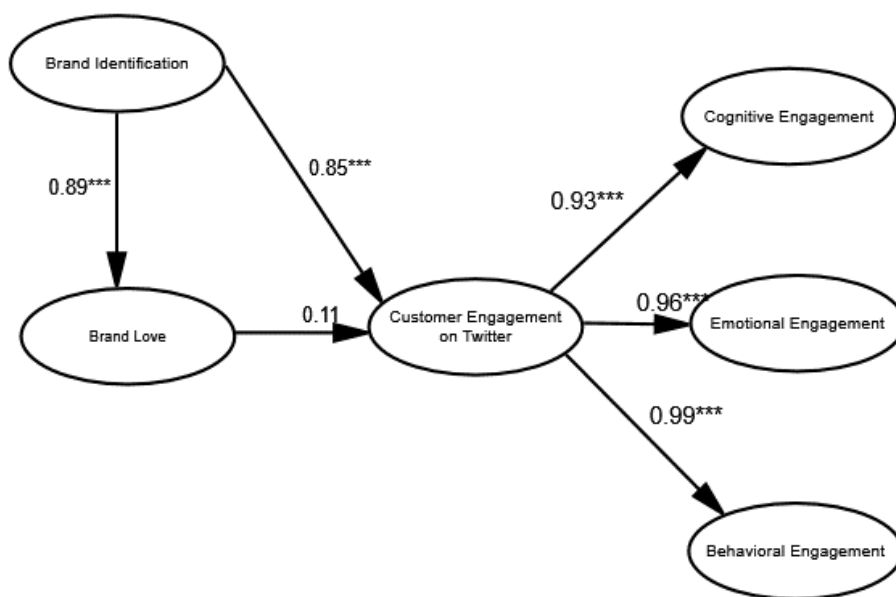 Brand Identification
Cognitive Engagement
0.85***
0.89***
0.93***
0.96***
0.11
Customer Engagement
on Twitter
Emotional Engagement
Brand Love
0.99***
Behavioral Engagement